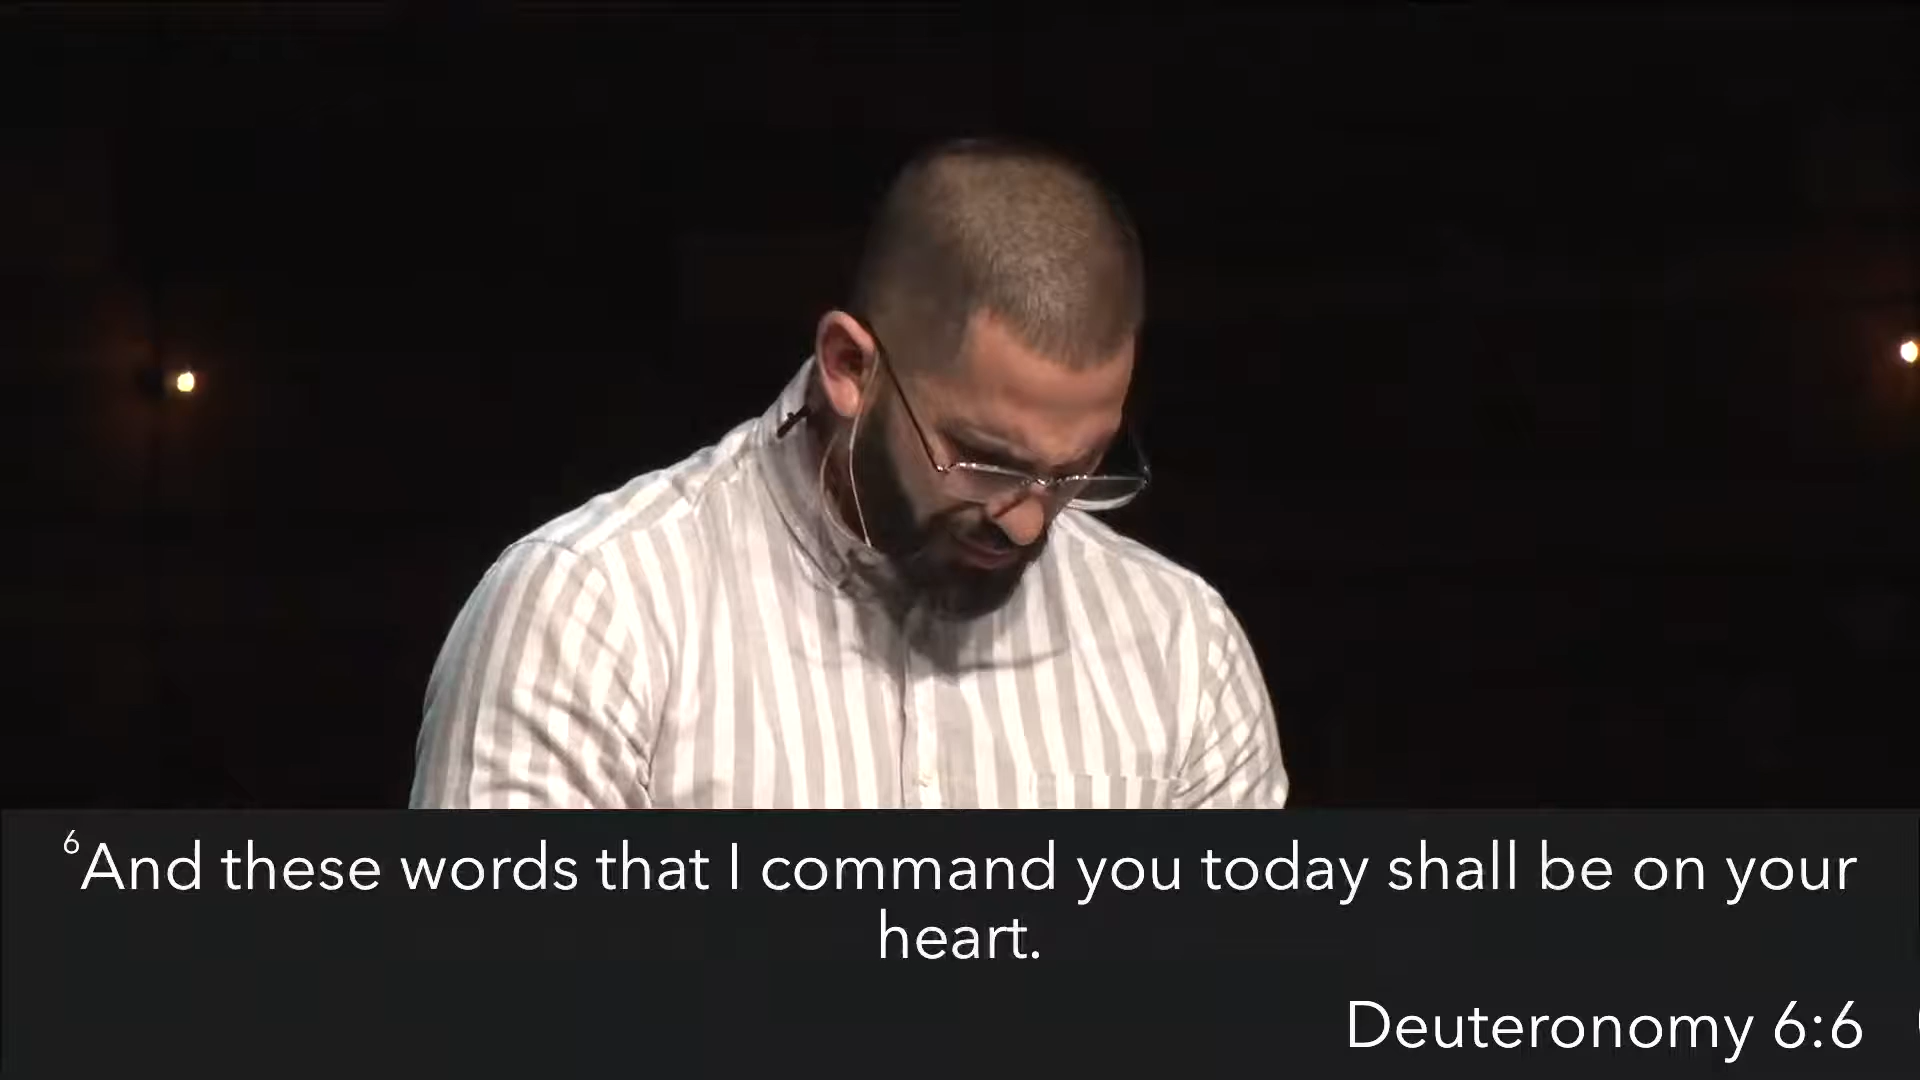 ⁶And these words that I command you today shall be on your
heart.
Deuteronomy 6:6